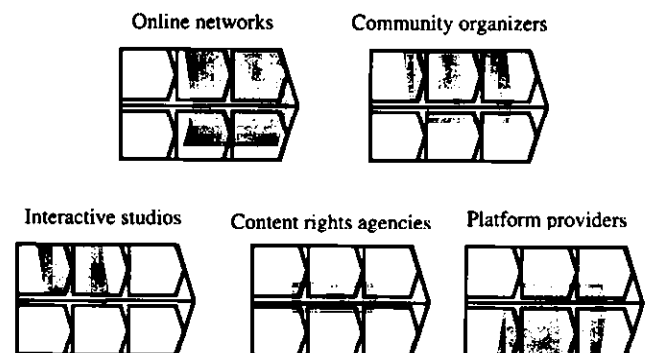 Online networks
Community organizers
Interactive studios
Content rights agencies
Platform providers